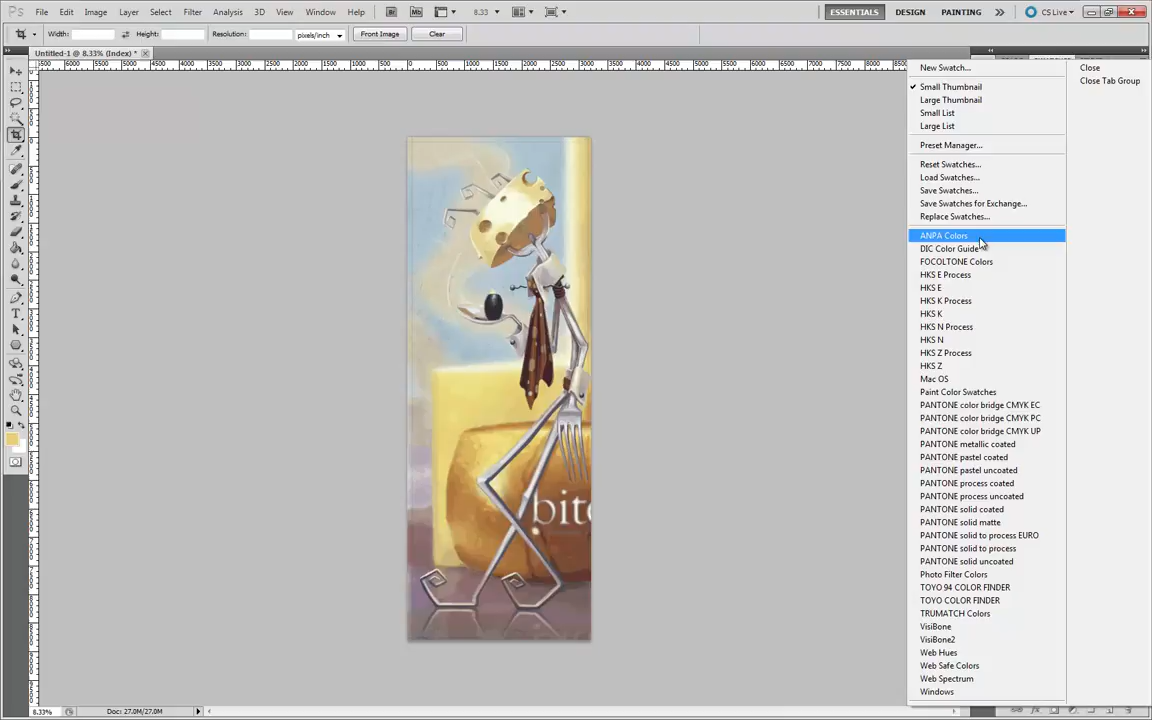 Ps File Edit Image Layer Select Filter Analysis 3D View Window Help Br Mb 8.33 ESSENTIALS DESIGN PAINTING CS Live
Width: Height: Resolution: pixels/inch Front Image Clear
Untitled-1 @ 8.33% (Index) *
New Swatch...
Small Thumbnail
Large Thumbnail
Small List
Large List
Preset Manager...
Reset Swatches...
Load Swatches...
Save Swatches...
Save Swatches for Exchange...
Replace Swatches...
ANPA Colors
DIC Color Guide
FOCOLTONE Colors
HKS E Process
HKS E
HKS K Process
HKS K
HKS N Process
HKS N
HKS Z Process
HKS Z
Mac OS
Paint Color Swatches
PANTONE color bridge CMYK EC
PANTONE color bridge CMYK PC
PANTONE color bridge CMYK UP
PANTONE metallic coated
PANTONE pastel coated
PANTONE pastel uncoated
PANTONE process coated
PANTONE process uncoated
PANTONE solid coated
PANTONE solid matte
PANTONE solid to process EURO
PANTONE solid to process
PANTONE solid uncoated
Photo Filter Colors
TOYO 94 COLOR FINDER
TOYO COLOR FINDER
TRUMATCH Colors
VisiBone
VisiBone2
Web Hues
Web Safe Colors
Web Spectrum
Windows
Close
Close Tab Group
bite
8.33% Doc: 27.0M/27.0M